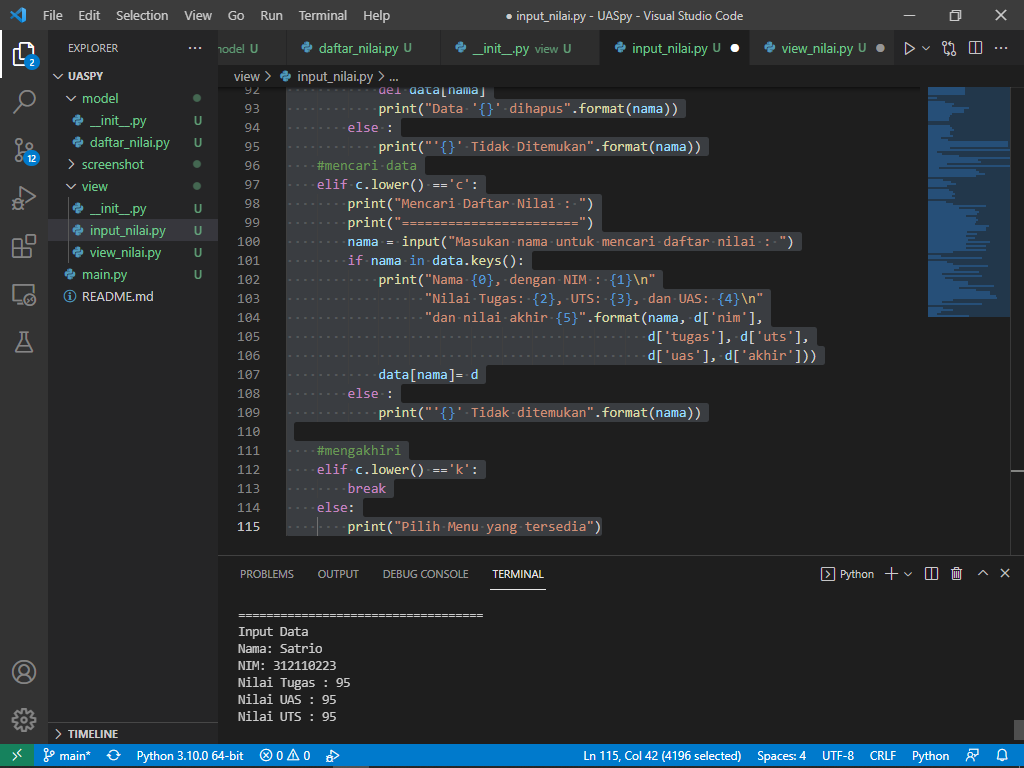 File Edit Selection View Go Run Terminal Help
● input_nilai.py - UASpy - Visual Studio Code
EXPLORER
nodel U
daftar_nilai.py U
__init__.py view U
input_nilai.py U
view_nilai.py U
view > input_nilai.py > ...
UASPY
model
__init__.py U
daftar_nilai.py U
screenshot
view
__init__.py U
input_nilai.py U
view_nilai.py U
main.py U
README.md
2
12
92 del data[nama]
93 print("Data '{}' dihapus".format(nama))
94 else :
95 print("'{}' Tidak Ditemukan".format(nama))
96 #mencari data
97 elif c.lower() =='c':
98 print("Mencari Daftar Nilai : ")
99 print("=======================")
100 nama = input("Masukan nama untuk mencari daftar nilai : ")
101 if nama in data.keys():
102 print("Nama {0}, dengan NIM : {1}\n"
103 "Nilai Tugas: {2}, UTS: {3}, dan UAS: {4}\n"
104 "dan nilai akhir {5}".format(nama, d['nim'],
105 d['tugas'], d['uts'],
106 d['uas'], d['akhir']))
107 data[nama]= d
108 else :
109 print("'{}' Tidak ditemukan".format(nama))
110
111 #mengakhiri
112 elif c.lower() =='k':
113 break
114 else:
115 print("Pilih Menu yang tersedia")
PROBLEMS OUTPUT DEBUG CONSOLE TERMINAL
Python
===================================
Input Data
Nama: Satrio
NIM: 312110223
Nilai Tugas : 95
Nilai UAS : 95
Nilai UTS : 95
TIMELINE
main* Python 3.10.0 64-bit 0 0 Ln 115, Col 42 (4196 selected) Spaces: 4 UTF-8 CRLF Python